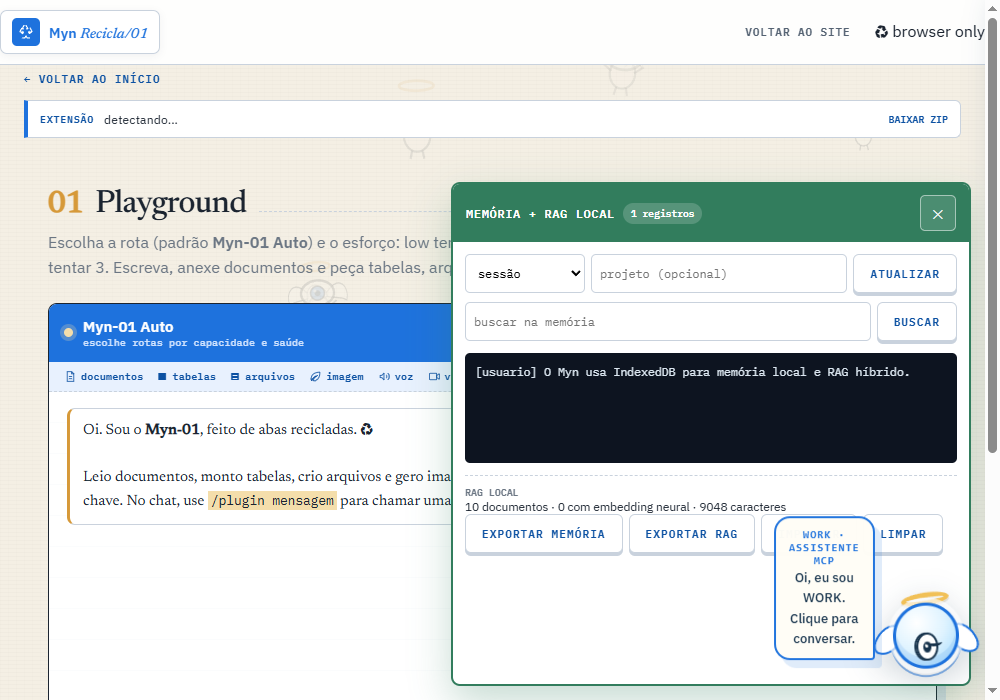 Myn Recicla/01
VOLTAR AO SITE
♻ browser only
← VOLTAR AO INÍCIO
EXTENSÃO detectando...
BAIXAR ZIP
01 Playground
Escolha a rota (padrão Myn-01 Auto) e o esforço: low
tentar 3. Escreva, anexe documentos e peça tabelas,
Myn-01 Auto
escolhe rotas por capacidade e saúde
documentos tabelas arquivos imagem voz
Oi. Sou o Myn-01, feito de abas recicladas. ♻
Leio documentos, monto tabelas, crio arquivos e gero
chave. No chat, use /plugin mensagem para chamar uma
MEMÓRIA + RAG LOCAL 1 registros
×
sessão
projeto (opcional)
ATUALIZAR
buscar na memória
BUSCAR
[usuario] O Myn usa IndexedDB para memória local e RAG híbrido.
RAG LOCAL
10 documentos · 0 com embedding neural · 9048 caracteres
EXPORTAR MEMÓRIA
EXPORTAR RAG
LIMPAR
WORK ·
ASSISTENTE
MCP
Oi, eu sou
WORK.
Clique para
conversar.